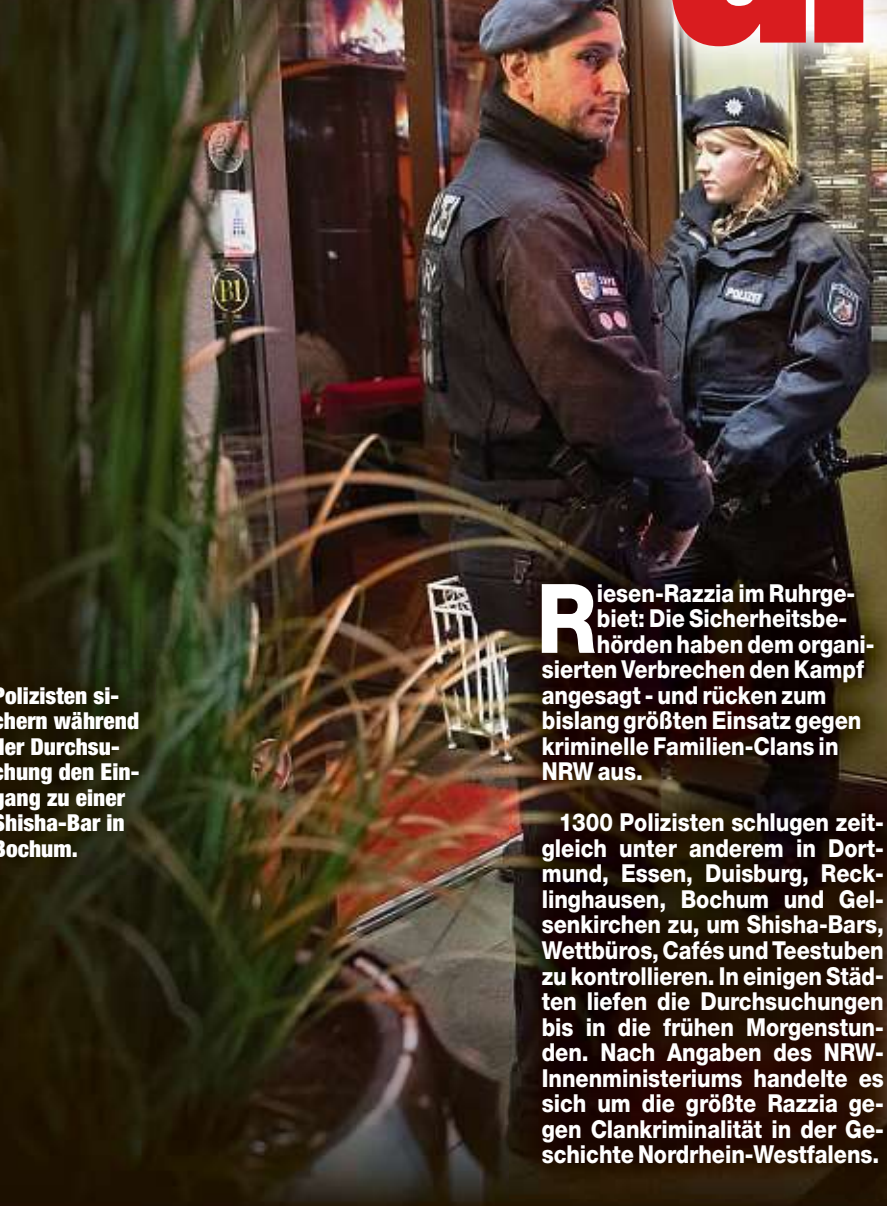 POLIZEI
Polizisten si-
chern während
der Durchsu-
chung den Ein-
gang zu einer
Shisha-Bar in
Bochum.
Riesen-Razzia im Ruhrge-
biet: Die Sicherheitsbe-
hörden haben dem organi-
sierten Verbrechen den Kampf
angesagt - und rücken zum
bislang größten Einsatz gegen
kriminelle Familien-Clans in
NRW aus.
1300 Polizisten schlugen zeit-
gleich unter anderem in Dort-
mund, Essen, Duisburg, Reck-
linghausen, Bochum und Gel-
senkirchen zu, um Shisha-Bars,
Wettbüros, Cafés und Teestuben
zu kontrollieren. In einigen Städ-
ten liefen die Durchsuchungen
bis in die frühen Morgenstun-
den. Nach Angaben des NRW-
Innenministeriums handelte es
sich um die größte Razzia ge-
gen Clankriminalität in der Ge-
schichte Nordrhein-Westfalens.